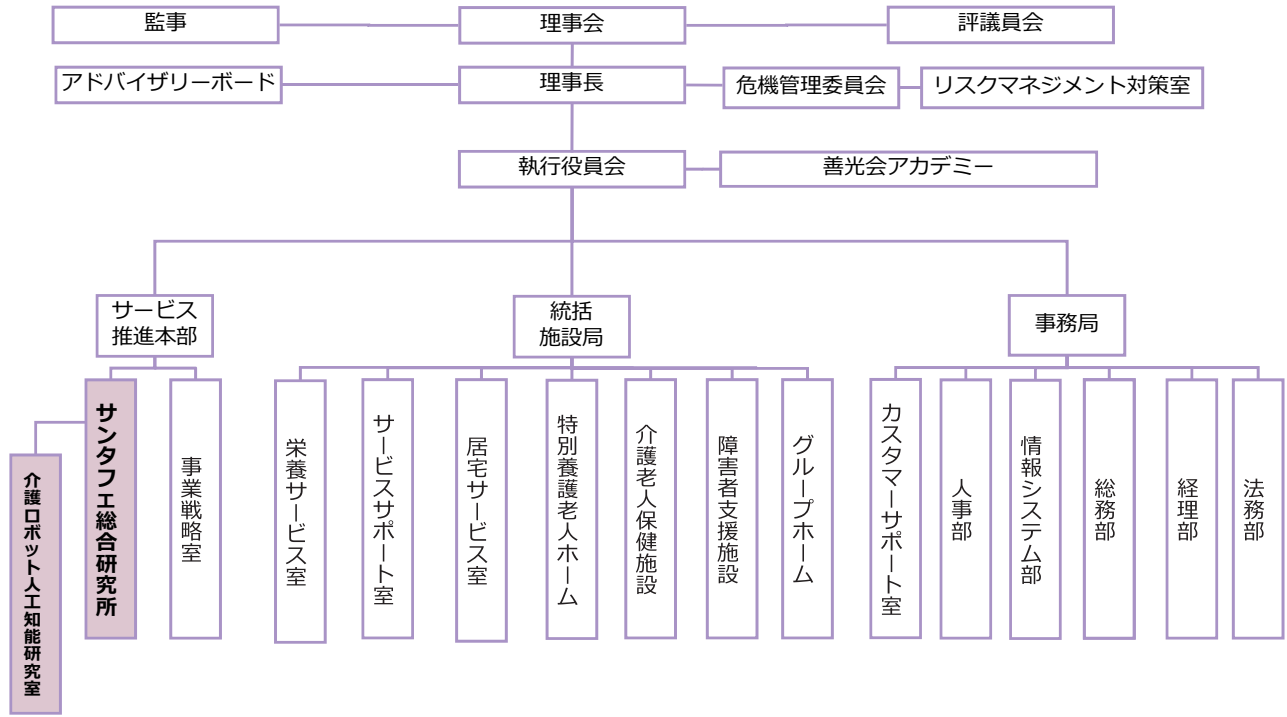 監事
理事会
評議員会
アドバイザリーボード
理事長
危機管理委員会
リスクマネジメント対策室
執行役員会
善光会アカデミー
サービス
推進本部
統括
施設局
事務局
介護ロボット人工知能研究室
サンタフェ総合研究所
事業戦略室
栄養サービス室
サービスサポート室
居宅サービス室
特別養護老人ホーム
介護老人保健施設
障害者支援施設
グループホーム
カスタマーサポート室
人事部
情報システム部
総務部
経理部
法務部